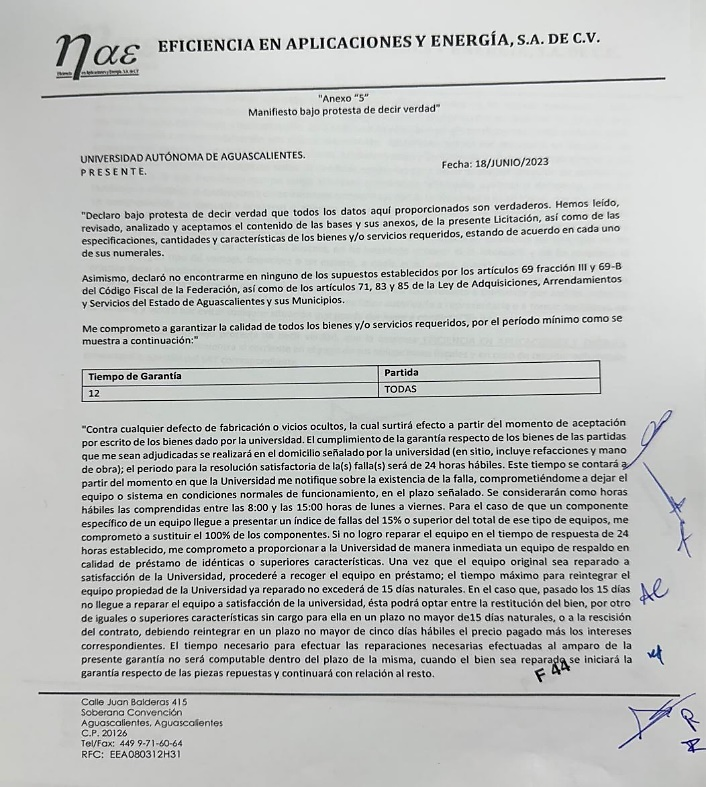 ηαε EFICIENCIA EN APLICACIONES Y ENERGÍA, S.A. DE C.V.
"Anexo "5"
Manifiesto bajo protesta de decir verdad"
UNIVERSIDAD AUTÓNOMA DE AGUASCALIENTES.
P R E S E N T E.
Fecha: 18/JUNIO/2023
"Declaro bajo protesta de decir verdad que todos los datos aquí proporcionados son verdaderos. Hemos leído,
revisado, analizado y aceptamos el contenido de las bases y sus anexos, de la presente Licitación, así como de las
especificaciones, cantidades y características de los bienes y/o servicios requeridos, estando de acuerdo en cada uno
de sus numerales.
Asimismo, declaró no encontrarme en ninguno de los supuestos establecidos por los artículos 69 fracción III y 69-B
del Código Fiscal de la Federación, así como de los artículos 71, 83 y 85 de la Ley de Adquisiciones, Arrendamientos
y Servicios del Estado de Aguascalientes y sus Municipios.
Me comprometo a garantizar la calidad de todos los bienes y/o servicios requeridos, por el período mínimo como se
muestra a continuación:"
Tiempo de Garantía Partida
12 TODAS
"Contra cualquier defecto de fabricación o vicios ocultos, la cual surtirá efecto a partir del momento de aceptación
por escrito de los bienes dado por la universidad. El cumplimiento de la garantía respecto de los bienes de las partidas
que me sean adjudicadas se realizará en el domicilio señalado por la universidad (en sitio, incluye refacciones y mano
de obra); el periodo para la resolución satisfactoria de la(s) falla(s) será de 24 horas hábiles. Este tiempo se contará a
partir del momento en que la Universidad me notifique sobre la existencia de la falla, comprometiéndome a dejar el
equipo o sistema en condiciones normales de funcionamiento, en el plazo señalado. Se considerarán como horas
hábiles las comprendidas entre las 8:00 y las 15:00 horas de lunes a viernes. Para el caso de que un componente
específico de un equipo llegue a presentar un índice de fallas del 15% o superior del total de ese tipo de equipos, me
comprometo a sustituir el 100% de los componentes. Si no logro reparar el equipo en el tiempo de respuesta de 24
horas establecido, me comprometo a proporcionar a la Universidad de manera inmediata un equipo de respaldo en
calidad de préstamo de idénticas o superiores características. Una vez que el equipo original sea reparado a
satisfacción de la Universidad, procederé a recoger el equipo en préstamo; el tiempo máximo para reintegrar el
equipo propiedad de la Universidad ya reparado no excederá de 15 días naturales. En el caso que, pasado los 15 días
no llegue a reparar el equipo a satisfacción de la universidad, ésta podrá optar entre la restitución del bien, por otro
de iguales o superiores características sin cargo para ella en un plazo no mayor de15 días naturales, o a la rescisión
del contrato, debiendo reintegrar en un plazo no mayor de cinco días hábiles el precio pagado más los intereses
correspondientes. El tiempo necesario para efectuar las reparaciones necesarias efectuadas al amparo de la
presente garantía no será computable dentro del plazo de la misma, cuando el bien sea reparado se iniciará la
garantía respecto de las piezas repuestas y continuará con relación al resto.
F 44
Calle Juan Balderas 415
Soberana Convención
Aguascalientes, Aguascalientes
C.P. 20126
Tel/Fax: 449 9-71-60-64
RFC: EEA080312H31